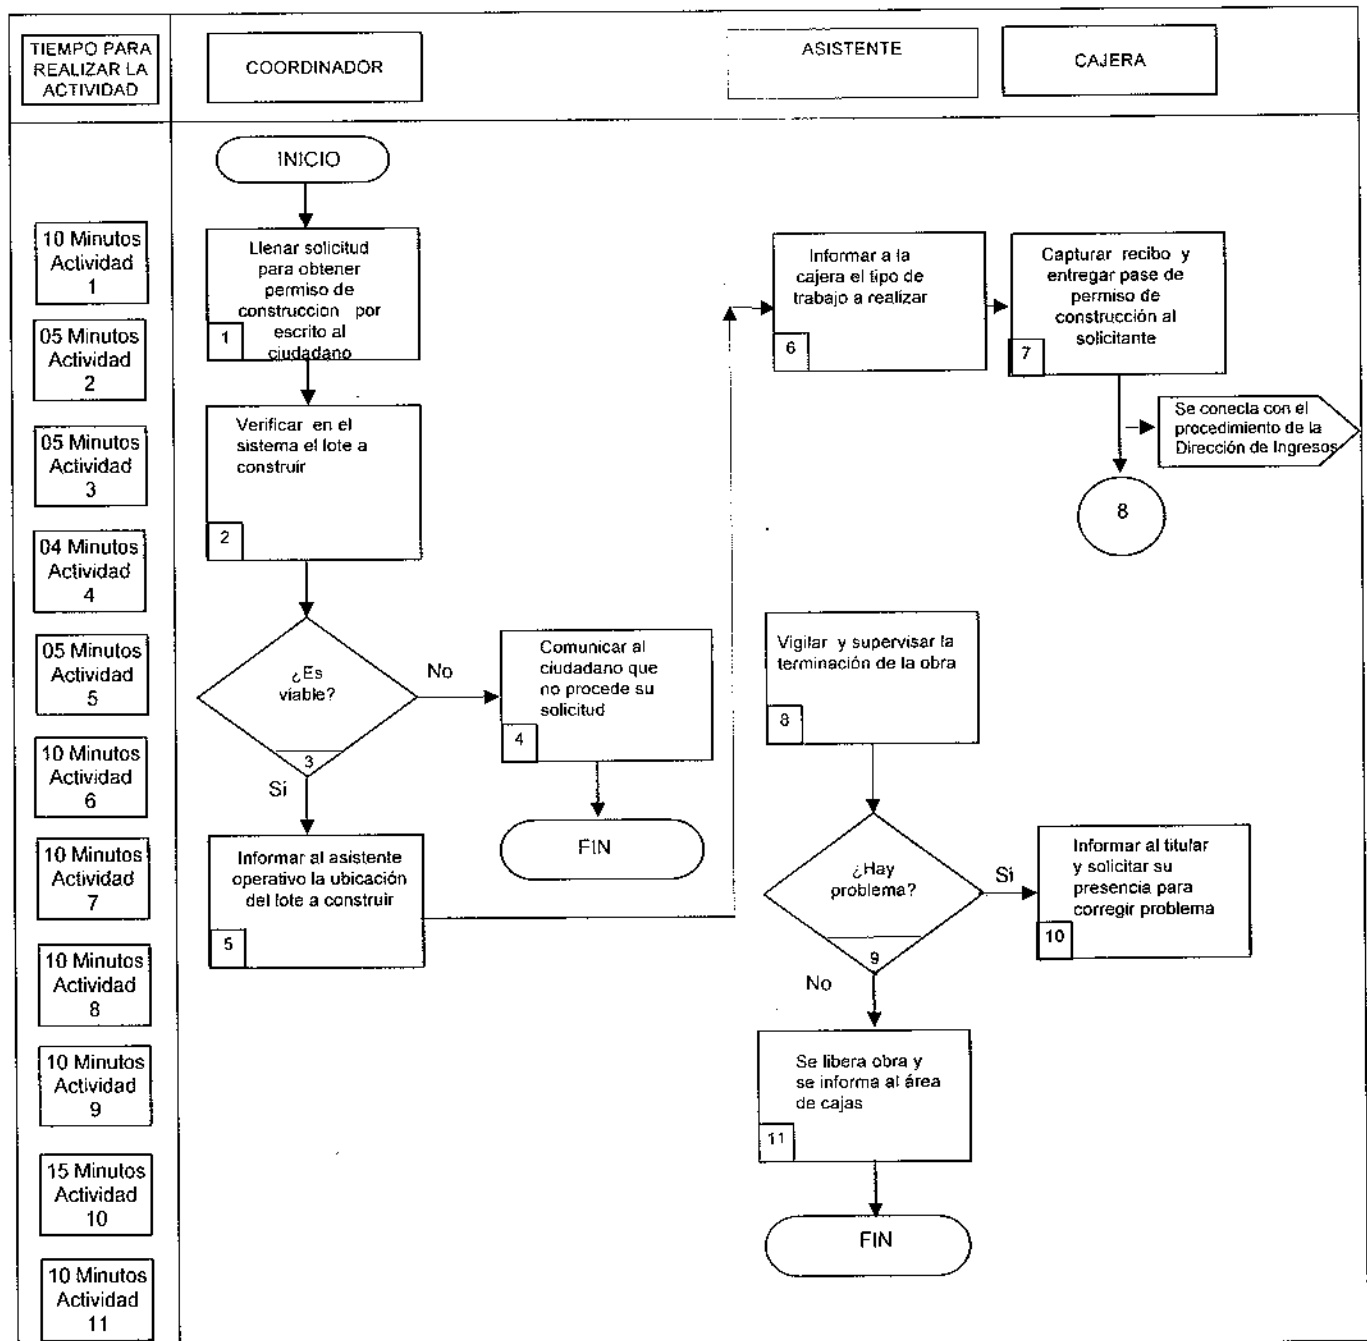 TIEMPO PARA
REALIZAR LA
ACTIVIDAD
COORDINADOR
ASISTENTE
CAJERA
INICIO
10 Minutos
Actividad
1
05 Minutos
Actividad
2
05 Minutos
Actividad
3
04 Minutos
Actividad
4
05 Minutos
Actividad
5
10 Minutos
Actividad
6
10 Minutos
Actividad
7
10 Minutos
Actividad
8
10 Minutos
Actividad
9
15 Minutos
Actividad
10
10 Minutos
Actividad
11
Llenar solicitud
para obtener
permiso de
construccion por
escrito al
ciudadano
1
Verificar en el
sistema el lote a
construir
2
¿Es
viable?
3
No
Comunicar al
ciudadano que
no procede su
solicitud
4
FIN
Si
Informar al asistente
operativo la ubicación
del lote a construir
5
Informar a la
cajera el tipo de
trabajo a realizar
6
Capturar recibo y
entregar pase de
permiso de
construcción al
solicitante
7
Se conecta con el
procedimiento de la
Dirección de Ingresos
8
Vigilar y supervisar la
terminación de la obra
8
¿Hay
problema?
9
Si
Informar al titular
y solicitar su
presencia para
corregir problema
10
No
Se libera obra y
se informa al área
de cajas
11
FIN